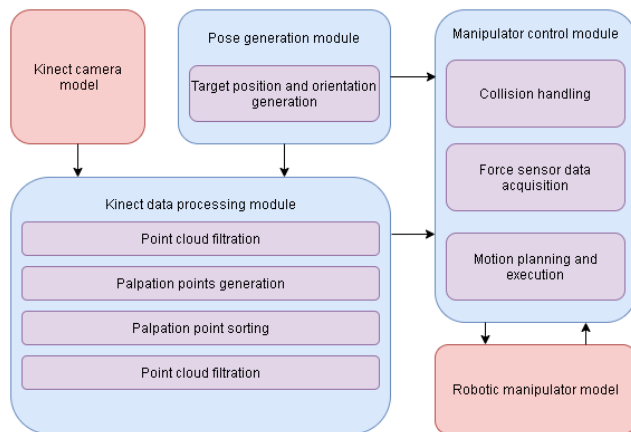 Kinect camera
model
Pose generation module
Target position and orientation
generation
Manipulator control module
Collision handling
Force sensor data
acquisition
Motion planning and
execution
Kinect data processing module
Point cloud filtration
Palpation points generation
Palpation point sorting
Point cloud filtration
Robotic manipulator model